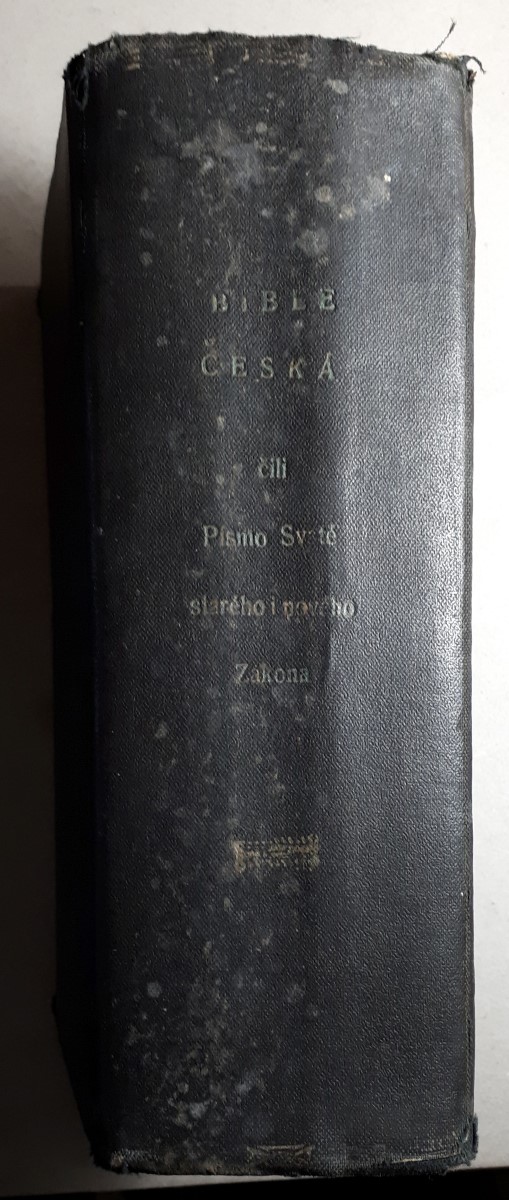 BIBLE
ČESKÁ
čili
Písmo Svaté
starého i nového
Zákona